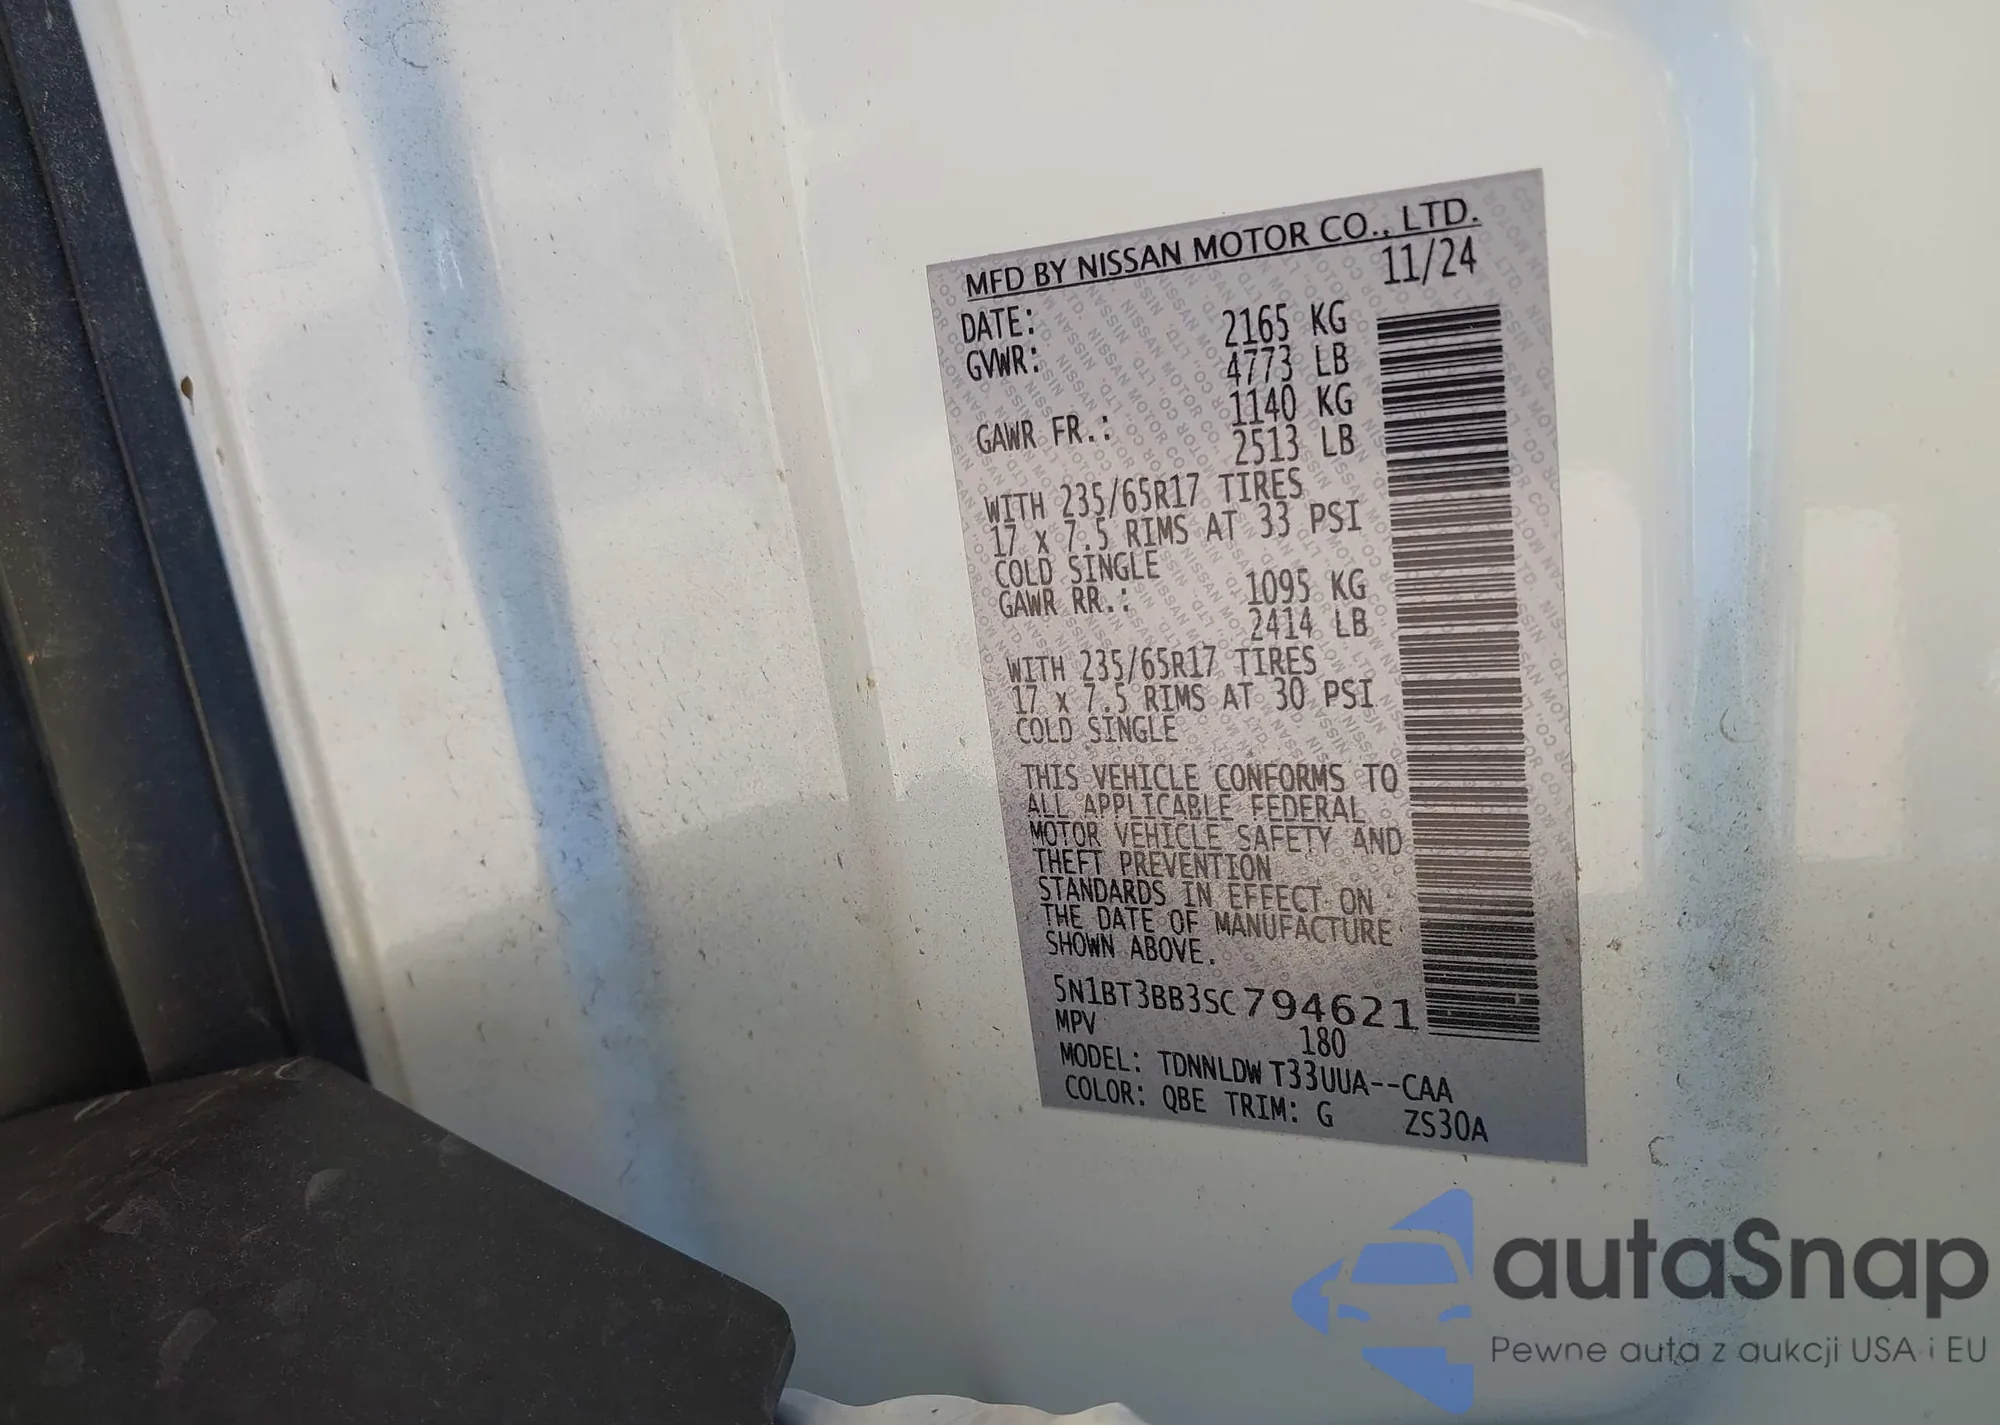 MFD BY NISSAN MOTOR CO., LTD.
DATE: 11/24
GVWR: 2165 KG
4773 LB
GAWR FR.: 1140 KG
2513 LB
WITH 235/65R17 TIRES
17 x 7.5 RIMS AT 33 PSI
COLD SINGLE
GAWR RR.: 1095 KG
2414 LB
WITH 235/65R17 TIRES
17 x 7.5 RIMS AT 30 PSI
COLD SINGLE
THIS VEHICLE CONFORMS TO
ALL APPLICABLE FEDERAL
MOTOR VEHICLE SAFETY AND
THEFT PREVENTION
STANDARDS IN EFFECT ON
THE DATE OF MANUFACTURE
SHOWN ABOVE.
5N1BT3BB3SC794621
MPV 180
MODEL: TDNNLDW T33UUA--CAA
COLOR: QBE TRIM: G ZS30A
autaSnap
Pewne auta z aukcji USA i EU